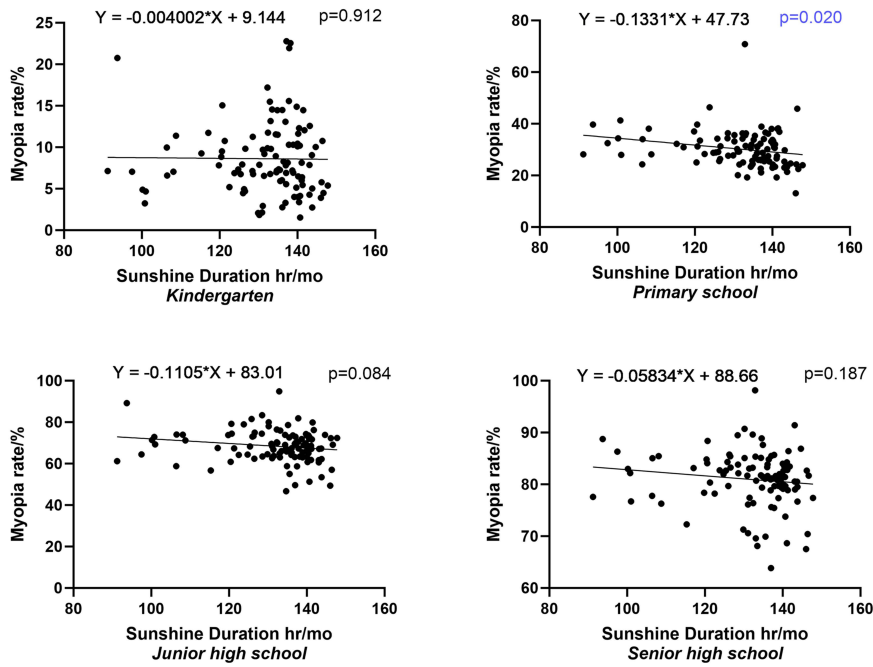 Y = -0.004002*X + 9.144 p=0.912
25
20
15
10
5
0
Myopia rate/%
80 100 120 140 160
Sunshine Duration hr/mo
Kindergarten
Y = -0.1331*X + 47.73 p=0.020
80
60
40
20
0
Myopia rate/%
80 100 120 140 160
Sunshine Duration hr/mo
Primary school
Y = -0.1105*X + 83.01 p=0.084
100
80
60
40
20
0
Myopia rate/%
80 100 120 140 160
Sunshine Duration hr/mo
Junior high school
Y = -0.05834*X + 88.66 p=0.187
100
90
80
70
60
Myopia rate/%
80 100 120 140 160
Sunshine Duration hr/mo
Senior high school